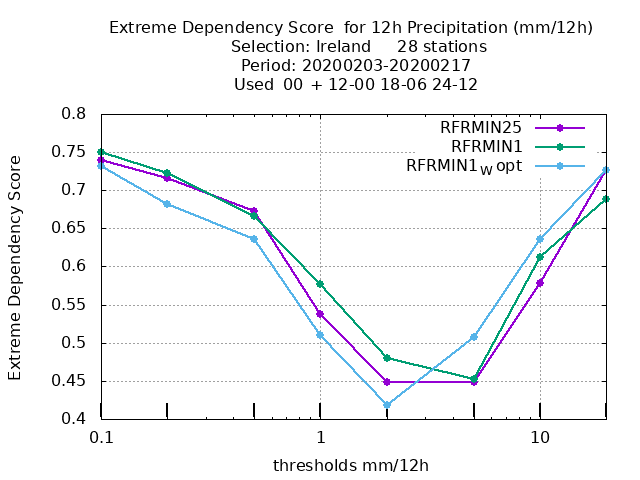 Extreme Dependency Score  for 12h Precipitation (mm/12h)
Selection: Ireland     28 stations
Period: 20200203-20200217
Used  00  + 12-00 18-06 24-12
RFRMIN25
RFRMIN1
RFRMIN1W opt
0.8
0.75
0.7
0.65
0.6
0.55
0.5
0.45
0.4
Extreme Dependency Score
0.1 1 10
thresholds mm/12h